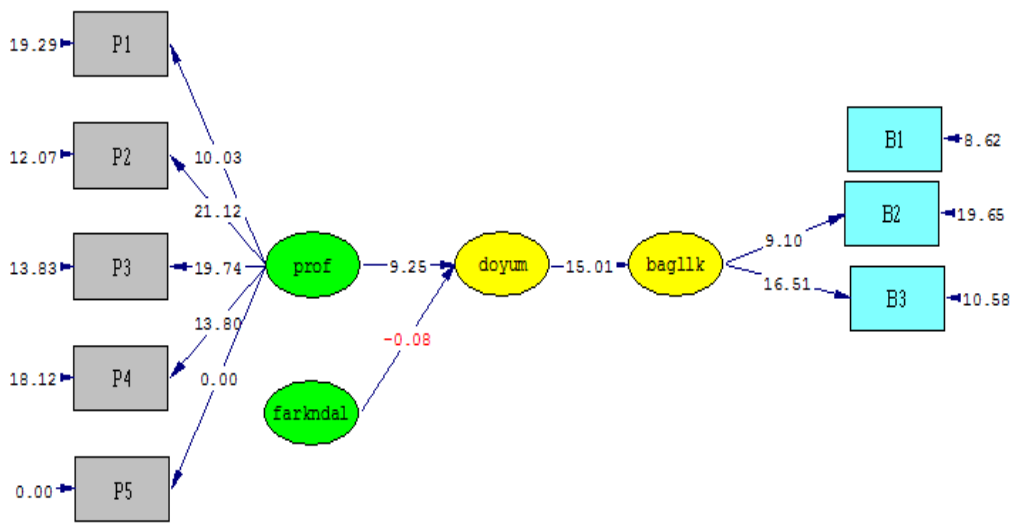 19.29 P1
12.07 P2
13.83 P3
18.12 P4
0.00 P5
10.03
21.12
19.74
13.80
0.00
prof
farkndal
9.25
-0.08
doyum
15.01
bagllk
9.10
16.51
B1 8.62
B2 19.65
B3 10.58